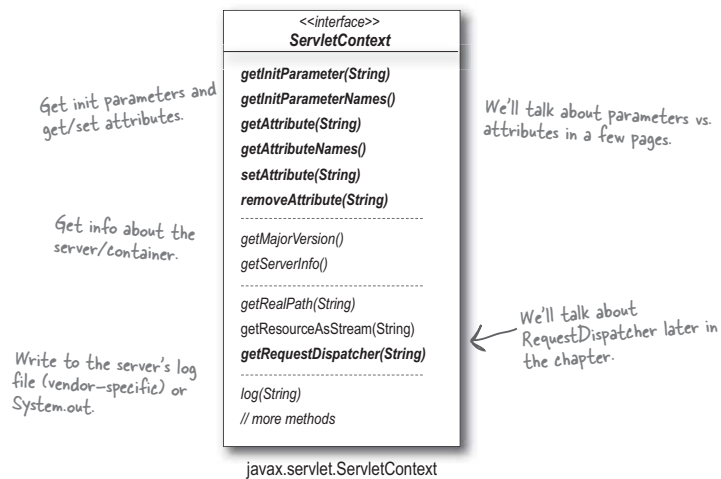 <<interface>>
ServletContext
getInitParameter(String)
getInitParameterNames()
getAttribute(String)
getAttributeNames()
setAttribute(String)
removeAttribute(String)
getMajorVersion()
getServerInfo()
getRealPath(String)
getResourceAsStream(String)
getRequestDispatcher(String)
log(String)
// more methods
javax.servlet.ServletContext
Get init parameters and
get/set attributes.
Get info about the
server/container.
Write to the server's log
file (vendor-specific) or
System.out.
We'll talk about parameters vs.
attributes in a few pages.
We'll talk about
RequestDispatcher later in
the chapter.